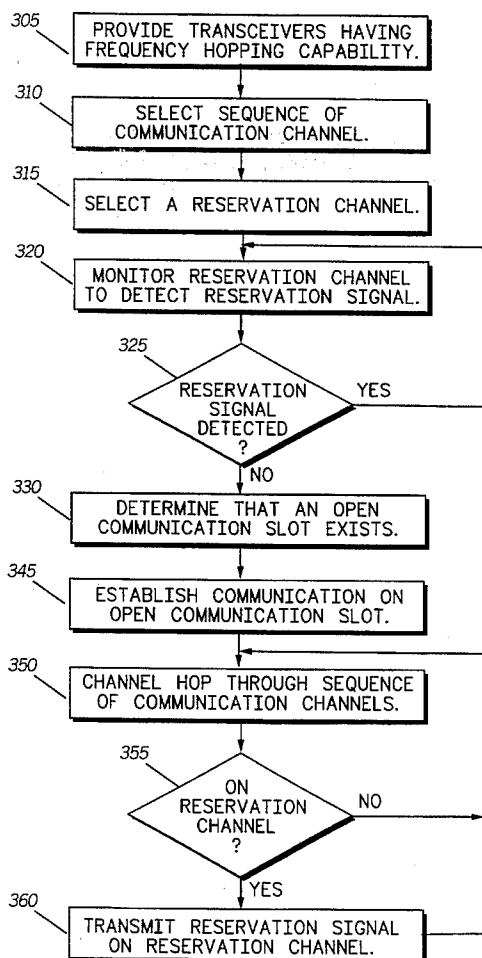 305
PROVIDE TRANSCEIVERS HAVING
FREQUENCY HOPPING CAPABILITY.
310
SELECT SEQUENCE OF
COMMUNICATION CHANNEL.
315
SELECT A RESERVATION CHANNEL.
320
MONITOR RESERVATION CHANNEL
TO DETECT RESERVATION SIGNAL.
325
RESERVATION
SIGNAL
DETECTED
?
YES
NO
330
DETERMINE THAT AN OPEN
COMMUNICATION SLOT EXISTS.
345
ESTABLISH COMMUNICATION ON
OPEN COMMUNICATION SLOT.
350
CHANNEL HOP THROUGH SEQUENCE
OF COMMUNICATION CHANNELS.
355
ON
RESERVATION
CHANNEL
?
NO
YES
360
TRANSMIT RESERVATION SIGNAL
ON RESERVATION CHANNEL.